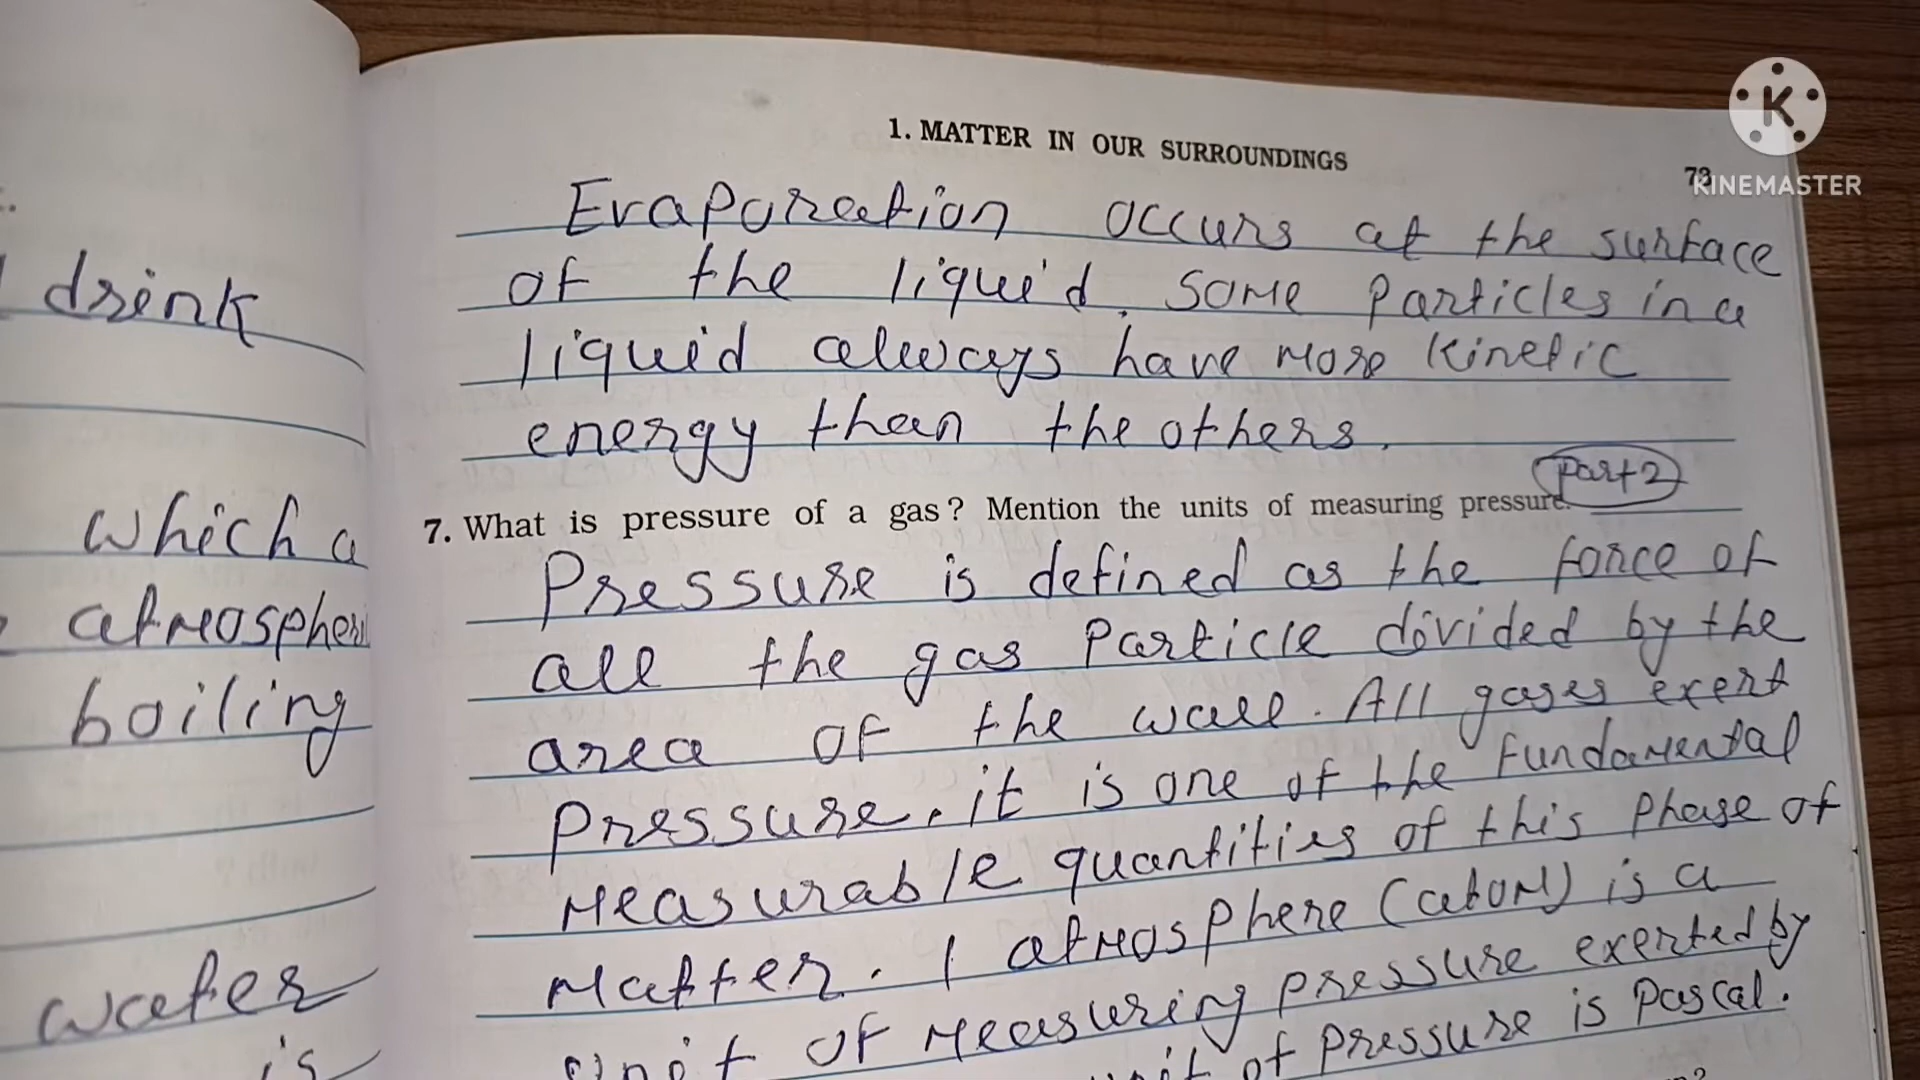 1. MATTER IN OUR SURROUNDINGS
73
KINEMASTER
Evaporation occurs at the surface
of the liquid. Some particles in a
liquid always have more kinetic
energy than the others.
Part 2
7. What is pressure of a gas? Mention the units of measuring pressure.
Pressure is defined as the force of
all the gas particle divided by the
area of the wall. All gases exert
pressure. it is one of the fundamental
measurable quantities of this phase of
matter. 1 atmosphere (atom) is a
unit of measuring pressure exerted by
unit of pressure is pascal.
drink
which a
atmospheri
boiling
water
is